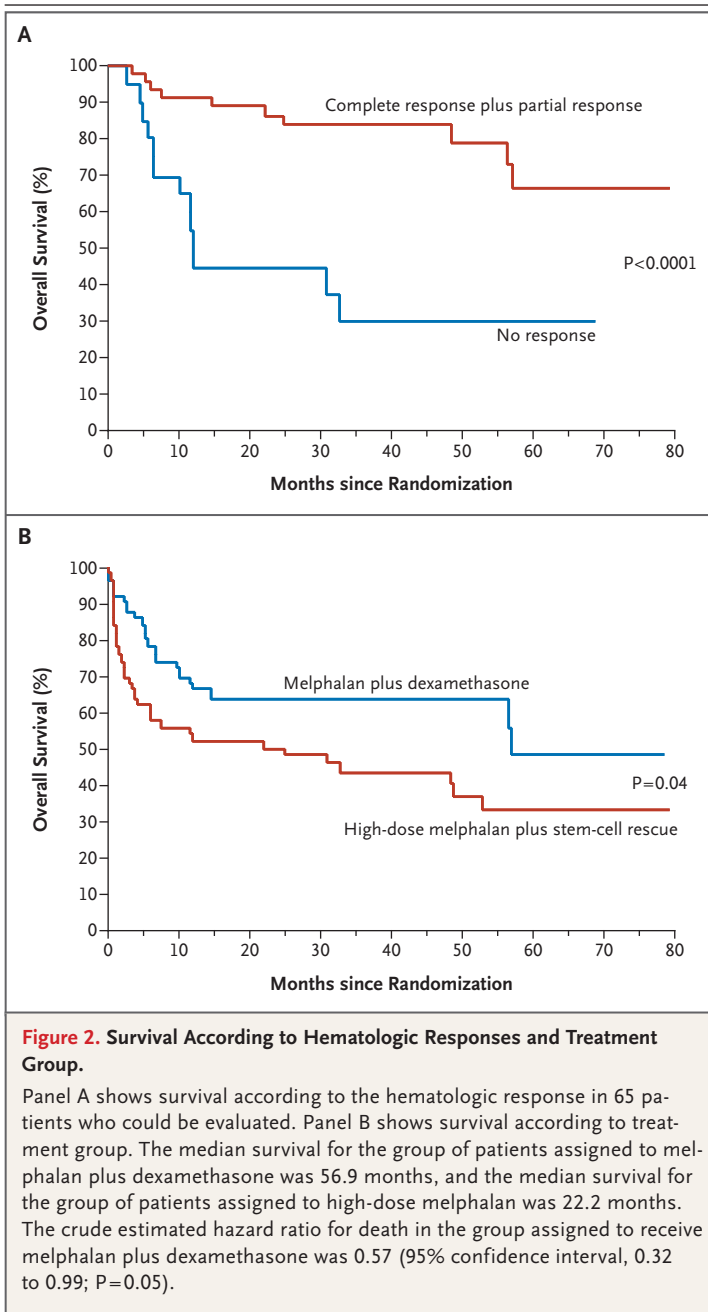 A
100
90
80
70
60
50
40
30
20
10
0
Overall Survival (%)
Complete response plus partial response
P<0.0001
No response
0 10 20 30 40 50 60 70 80
Months since Randomization
B
100
90
80
70
60
50
40
30
20
10
0
Overall Survival (%)
Melphalan plus dexamethasone
P=0.04
High-dose melphalan plus stem-cell rescue
0 10 20 30 40 50 60 70 80
Months since Randomization
Figure 2. Survival According to Hematologic Responses and Treatment
Group.
Panel A shows survival according to the hematologic response in 65 pa-
tients who could be evaluated. Panel B shows survival according to treat-
ment group. The median survival for the group of patients assigned to mel-
phalan plus dexamethasone was 56.9 months, and the median survival for
the group of patients assigned to high-dose melphalan was 22.2 months.
The crude estimated hazard ratio for death in the group assigned to receive
melphalan plus dexamethasone was 0.57 (95% confidence interval, 0.32
to 0.99; P=0.05).